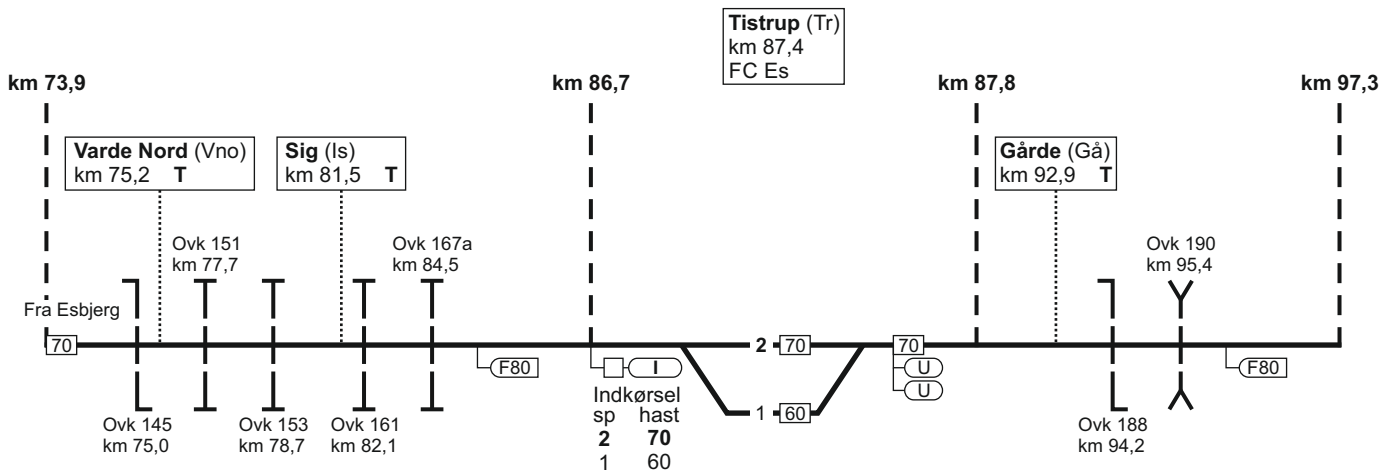 Tistrup (Tr)
km 87,4
FC Es
km 73,9
km 86,7
km 87,8
km 97,3
Varde Nord (Vno)
km 75,2 T
Sig (Is)
km 81,5 T
Gårde (Gå)
km 92,9 T
Ovk 151
km 77,7
Ovk 167a
km 84,5
Ovk 190
km 95,4
Fra Esbjerg
70
2 70
70
F80
I
U
F80
U
Indkørsel
sp hast
2 70
1 60
1 60
Ovk 145
km 75,0
Ovk 153
km 78,7
Ovk 161
km 82,1
Ovk 188
km 94,2